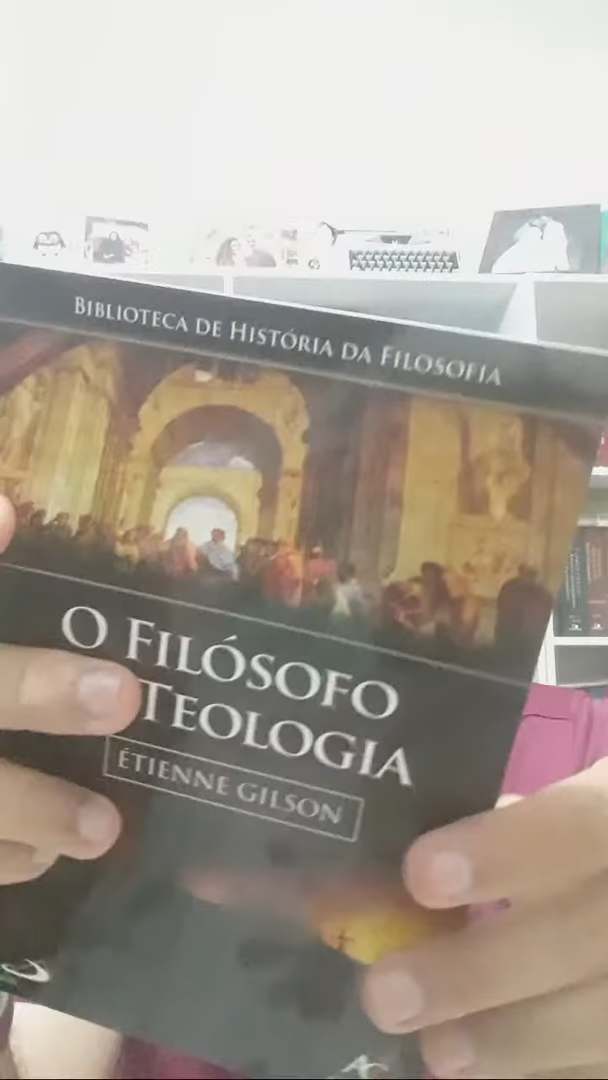 BIBLIOTECA DE HISTÓRIA DA FILOSOFIA
O FILÓSOFO
TEOLOGIA
ÉTIENNE GILSON